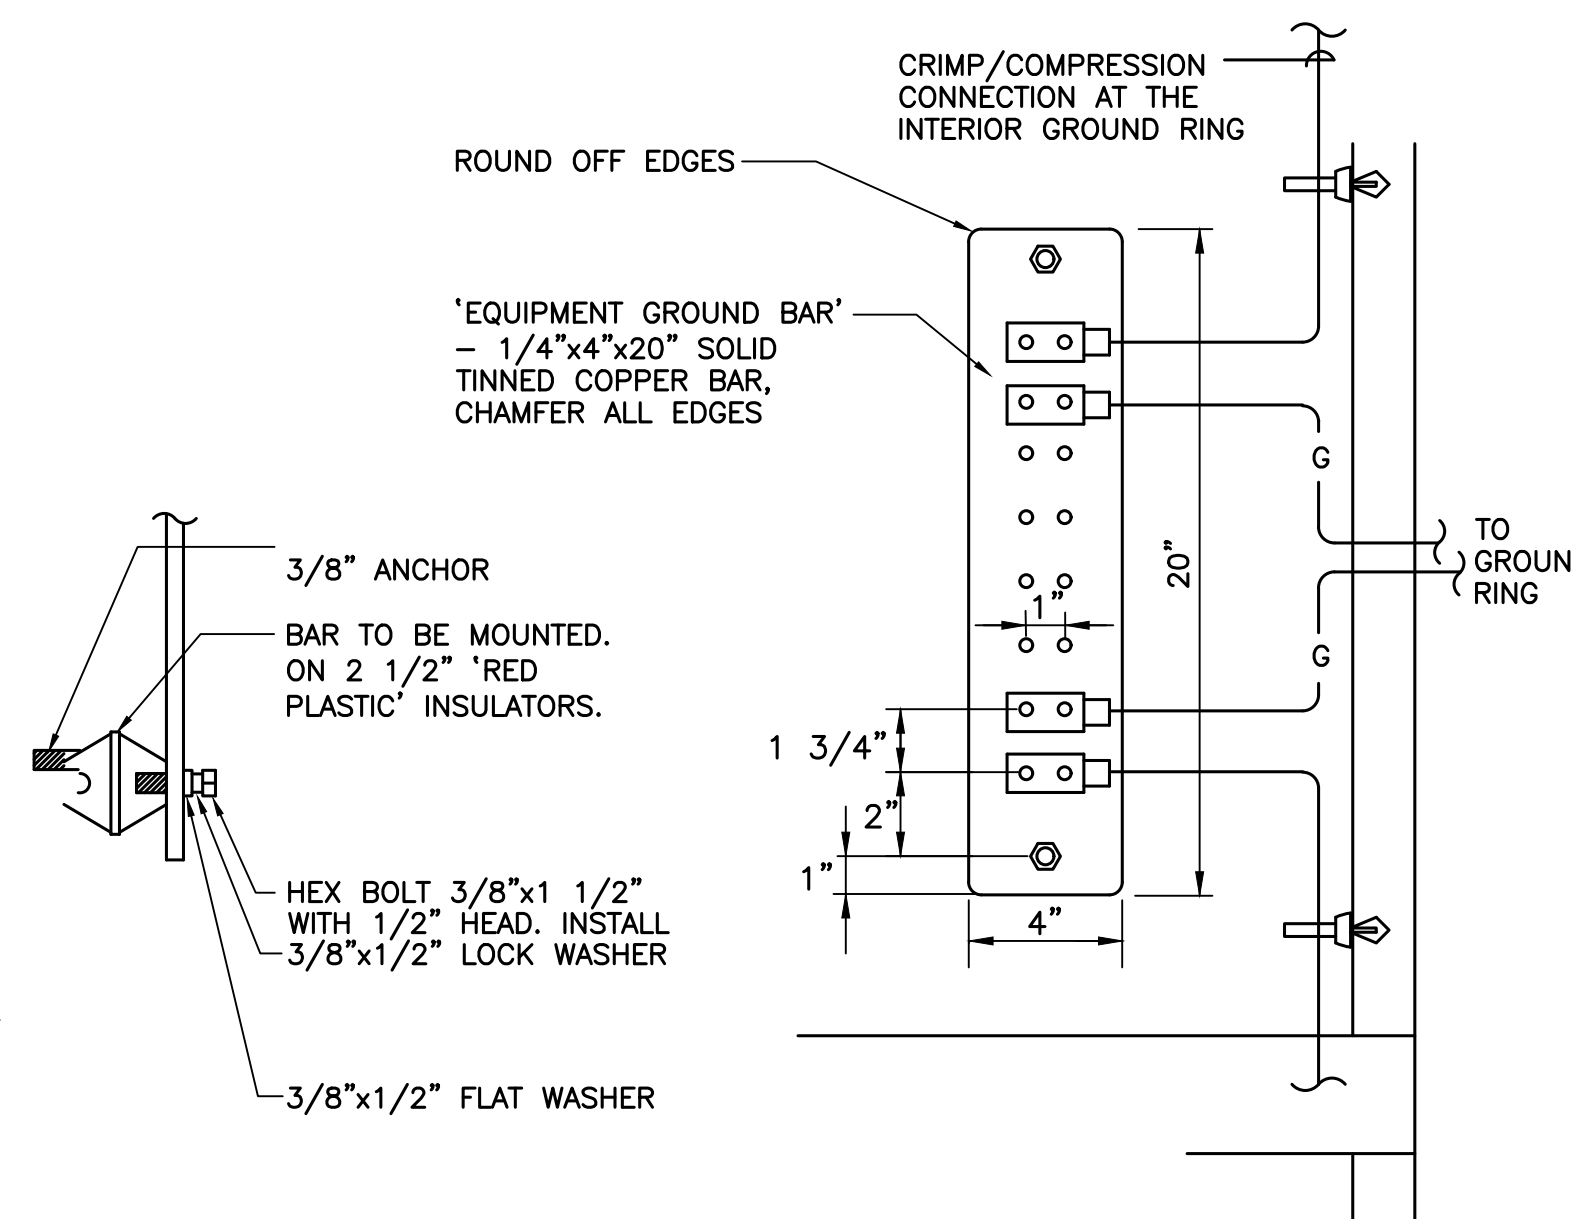 CRIMP/COMPRESSION
CONNECTION AT THE
INTERIOR GROUND RING
ROUND OFF EDGES
'EQUIPMENT GROUND BAR'
– 1/4"x4"x20" SOLID
TINNED COPPER BAR,
CHAMFER ALL EDGES
G
TO
GROUN
RING
20"
3/8" ANCHOR
1"
BAR TO BE MOUNTED.
ON 2 1/2" 'RED
PLASTIC' INSULATORS.
G
1 3/4"
2"
1"
4"
HEX BOLT 3/8"x1 1/2"
WITH 1/2" HEAD. INSTALL
3/8"x1/2" LOCK WASHER
3/8"x1/2" FLAT WASHER